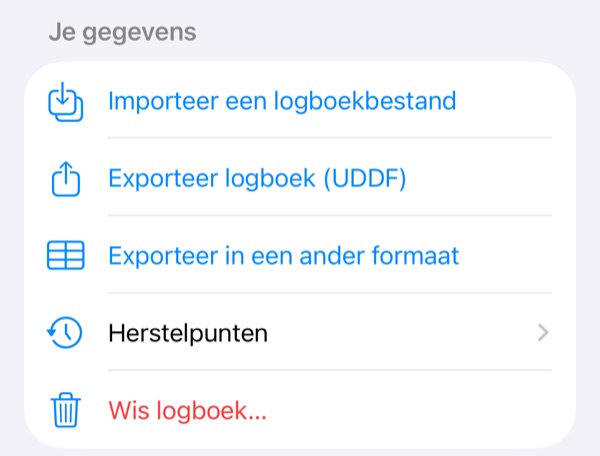 Je gegevens
Importeer een logboekbestand
Exporteer logboek (UDDF)
Exporteer in een ander formaat
Herstelpunten
Wis logboek...